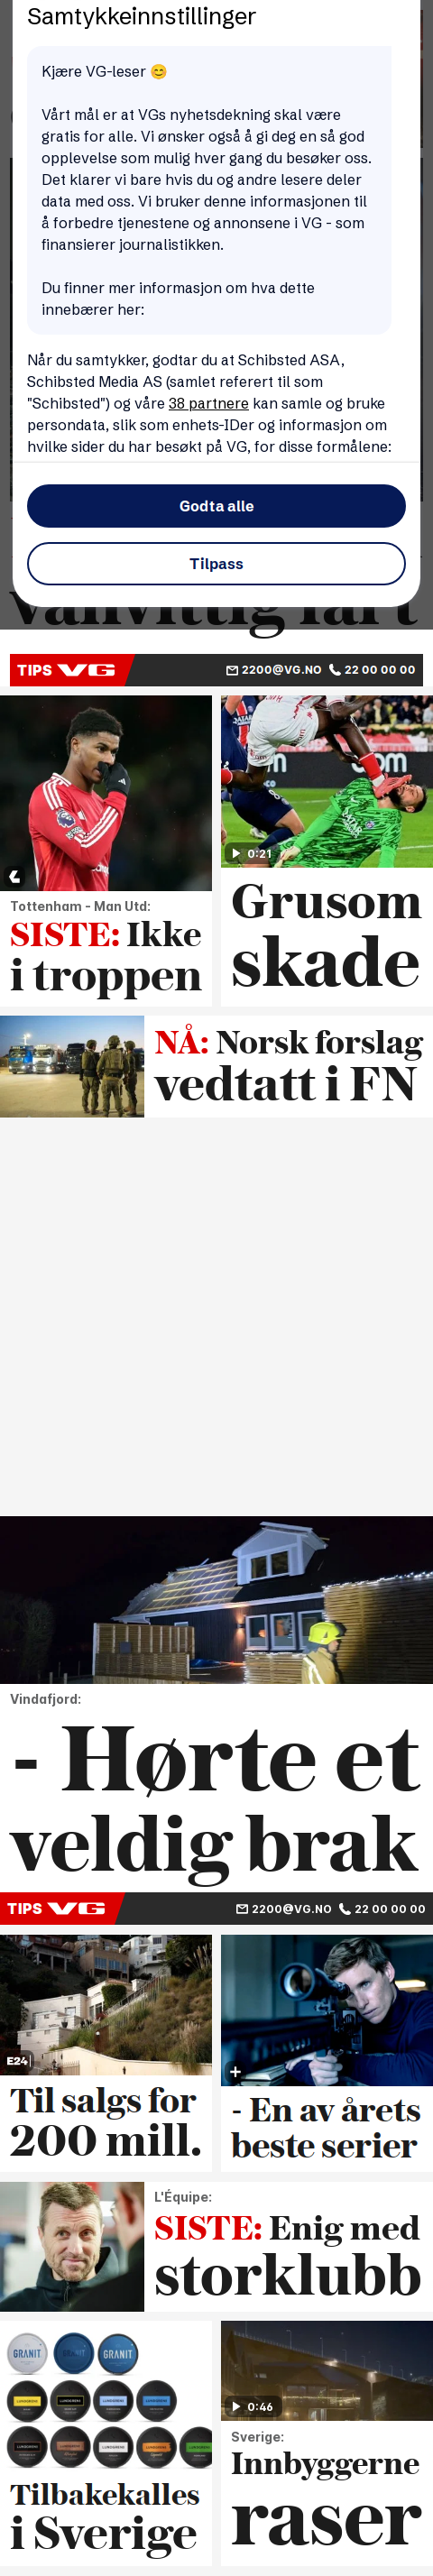 Samtykkeinnstillinger
Kjære VG-leser 😊
Vårt mål er at VGs nyhetsdekning skal være
gratis for alle. Vi ønsker også å gi deg en så god
opplevelse som mulig hver gang du besøker oss.
Det klarer vi bare hvis du og andre lesere deler
data med oss. Vi bruker denne informasjonen til
å forbedre tjenestene og annonsene i VG - som
finansierer journalistikken.
Du finner mer informasjon om hva dette
innebærer her:
Når du samtykker, godtar du at Schibsted ASA,
Schibsted Media AS (samlet referert til som
"Schibsted") og våre 38 partnere kan samle og bruke
persondata, slik som enhets-IDer og informasjon om
hvilke sider du har besøkt på VG, for disse formålene:
Godta alle
Tilpass
vanvittig fart
TIPS VG 2200@VG.NO 22 00 00 00
Tottenham - Man Utd:
SISTE: Ikke
i troppen
0:21
Grusom
skade
NÅ: Norsk forslag
vedtatt i FN
Vindafjord:
- Hørte et
veldig brak
TIPS VG 2200@VG.NO 22 00 00 00
E24
Til salgs for
200 mill.
- En av årets
beste serier
L'Équipe:
SISTE: Enig med
storklubb
GRANIT GRANIT GRANIT
Tilbakekalles
i Sverige
0:46
Sverige:
Innbyggerne
raser